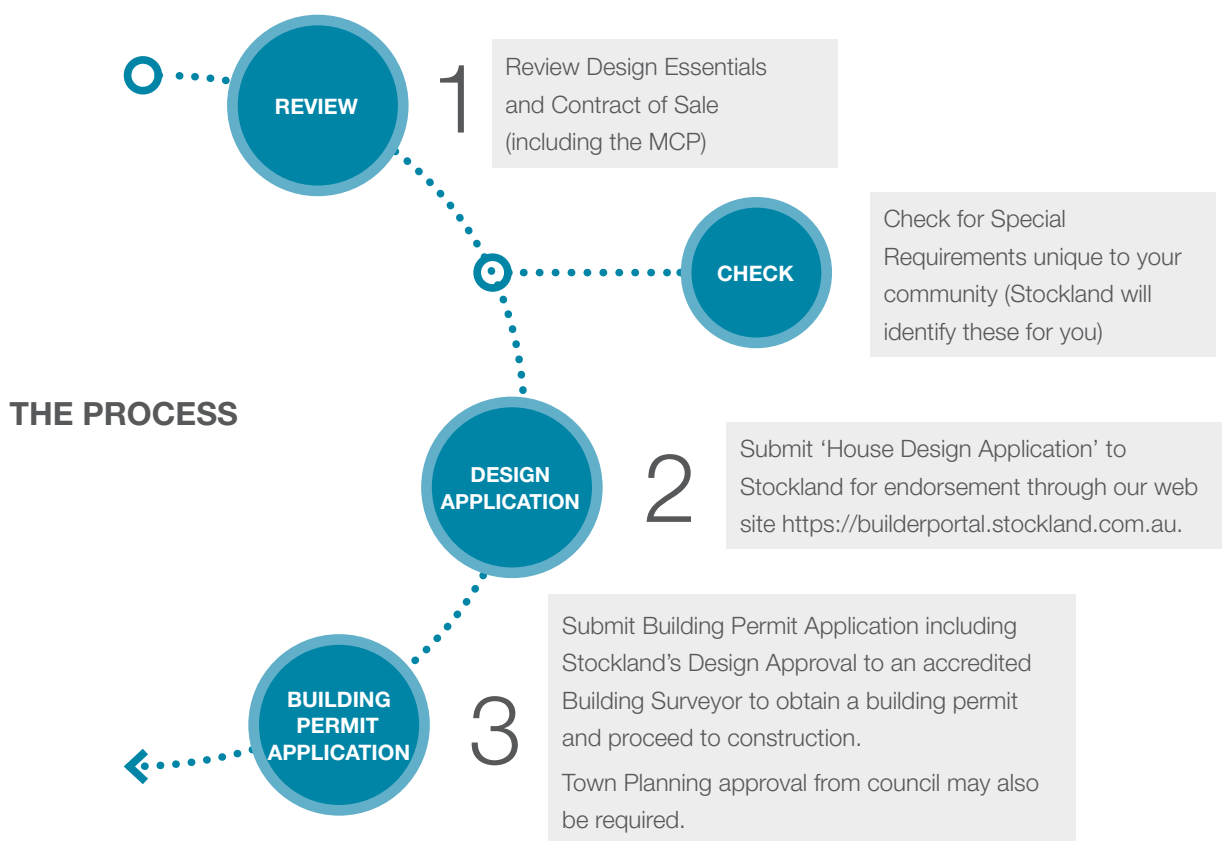 REVIEW
1
Review Design Essentials
and Contract of Sale
(including the MCP)
CHECK
Check for Special
Requirements unique to your
community (Stockland will
identify these for you)
THE PROCESS
DESIGN
APPLICATION
2
Submit ‘House Design Application’ to
Stockland for endorsement through our web
site https://builderportal.stockland.com.au.
BUILDING
PERMIT
APPLICATION
3
Submit Building Permit Application including
Stockland’s Design Approval to an accredited
Building Surveyor to obtain a building permit
and proceed to construction.
Town Planning approval from council may also
be required.